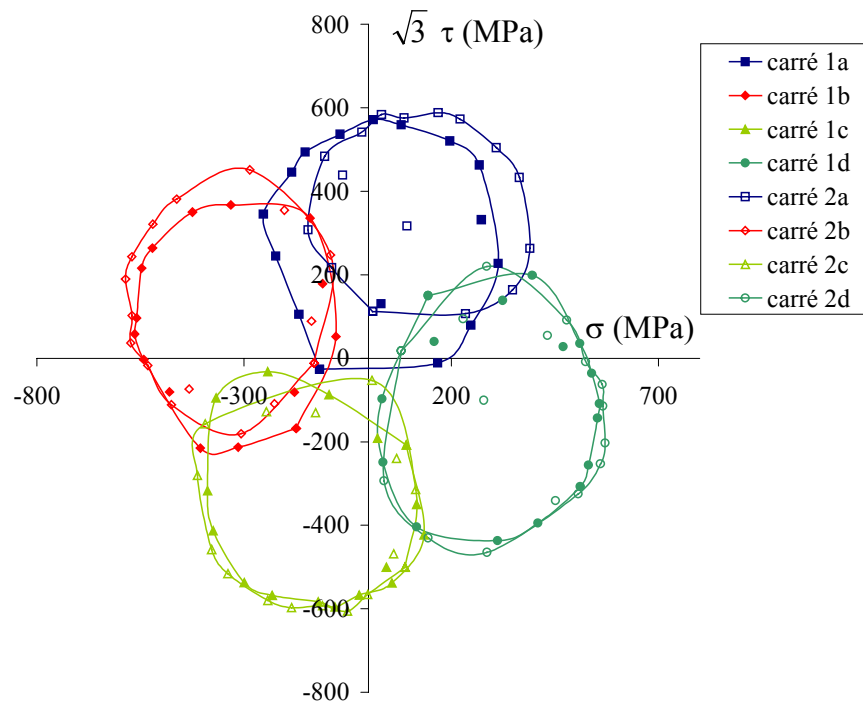 √3 τ (MPa)
800
600
400
200
0
-200
-400
-600
-800
-800
-300
200
700
σ (MPa)
carré 1a
carré 1b
carré 1c
carré 1d
carré 2a
carré 2b
carré 2c
carré 2d